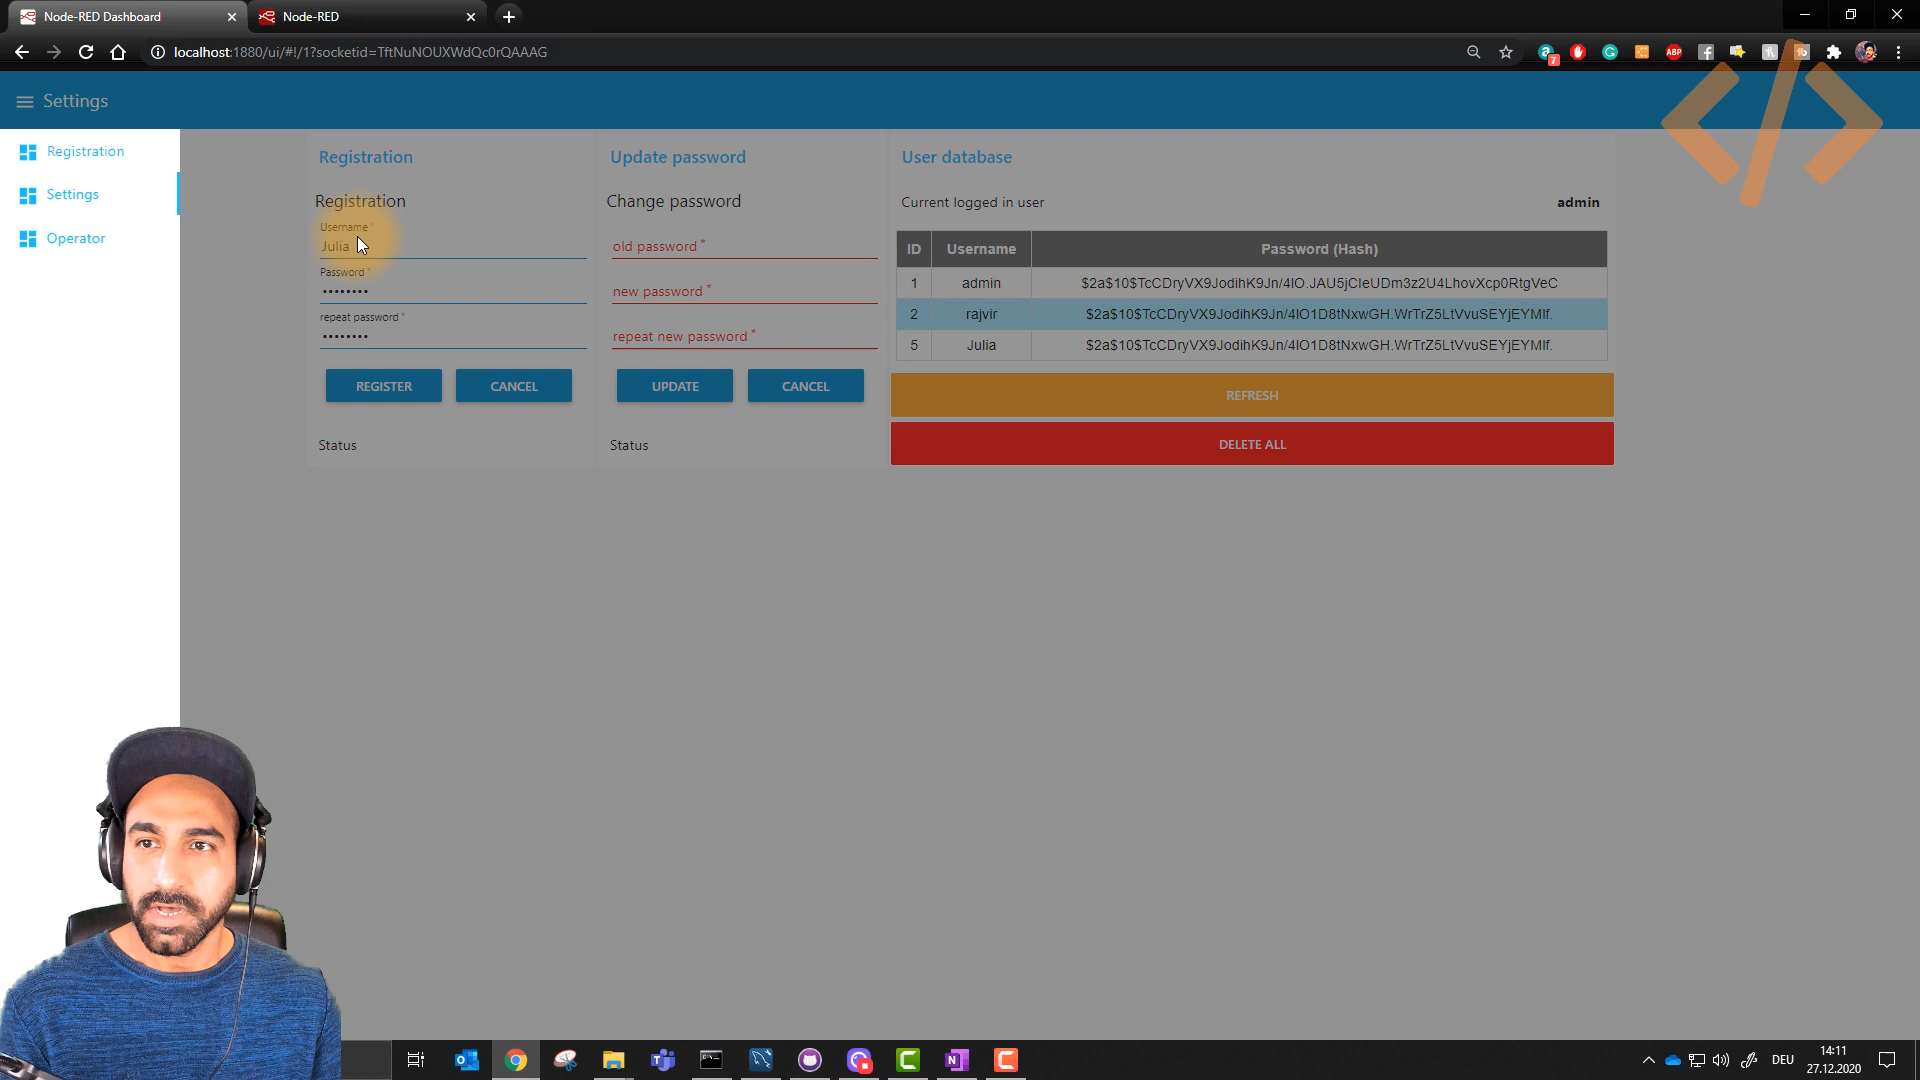 Node-RED Dashboard
Node-RED
localhost:1880/ui/#!/1?socketid=TftNuNOUXWdQc0rQAAAG
7
ABP
Settings
Registration
Settings
Operator
Registration
Registration
Username *
Julia
Password *
••••••••
repeat password *
••••••••
REGISTER
CANCEL
Status
Update password
Change password
old password *
new password *
repeat new password *
UPDATE
CANCEL
Status
User database
Current logged in user admin
ID Username Password (Hash)
1 admin $2a$10$TcCDryVX9JodihK9Jn/4IO.JAU5jCIeUDm3z2U4LhovXcp0RtgVeC
2 rajvir $2a$10$TcCDryVX9JodihK9Jn/4IO1D8tNxwGH.WrTrZ5LtVvuSEYjEYMIf.
5 Julia $2a$10$TcCDryVX9JodihK9Jn/4IO1D8tNxwGH.WrTrZ5LtVvuSEYjEYMIf.
REFRESH
DELETE ALL
DEU
14:11
27.12.2020